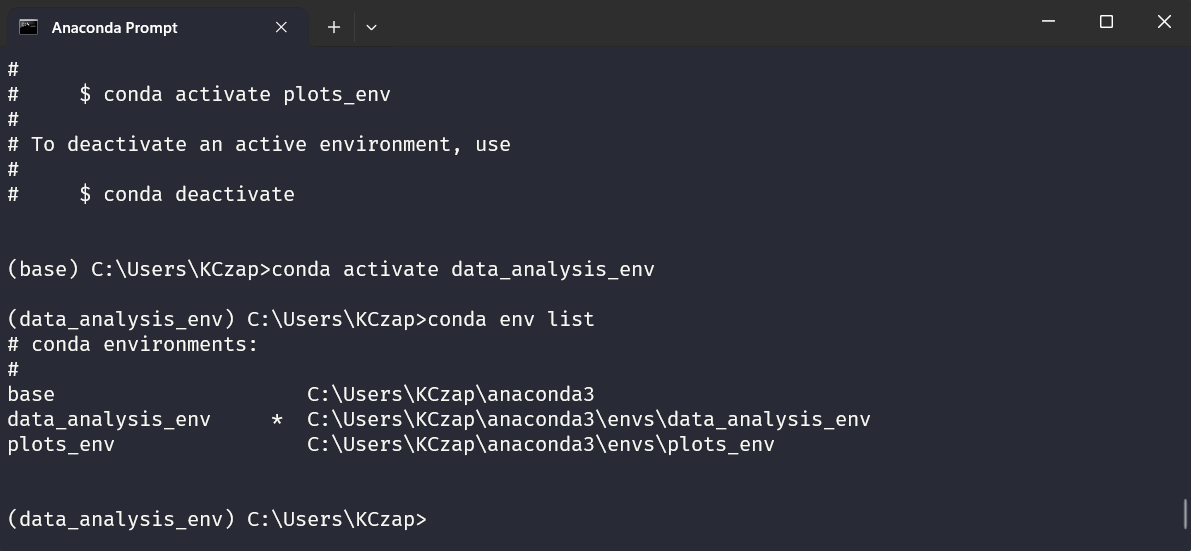 Anaconda Prompt
#
#     $ conda activate plots_env
#
# To deactivate an active environment, use
#
#     $ conda deactivate
(base) C:\Users\KCzap>conda activate data_analysis_env
(data_analysis_env) C:\Users\KCzap>conda env list
# conda environments:
#
base                     C:\Users\KCzap\anaconda3
data_analysis_env     *  C:\Users\KCzap\anaconda3\envs\data_analysis_env
plots_env                C:\Users\KCzap\anaconda3\envs\plots_env
(data_analysis_env) C:\Users\KCzap>